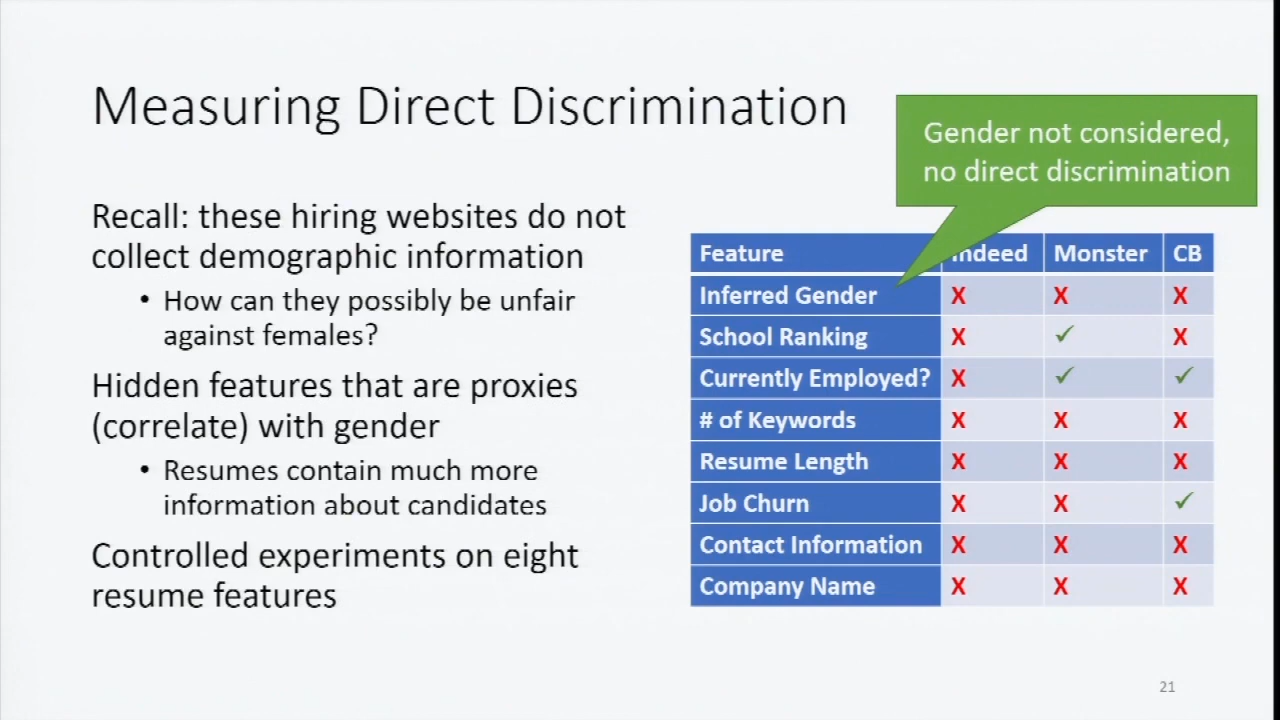 Measuring Direct Discrimination
Gender not considered,
no direct discrimination
Recall: these hiring websites do not
collect demographic information
• How can they possibly be unfair
against females?
Hidden features that are proxies
(correlate) with gender
• Resumes contain much more
information about candidates
Controlled experiments on eight
resume features
Feature Indeed Monster CB
Inferred Gender X X X
School Ranking X ✓ X
Currently Employed? X ✓ ✓
# of Keywords X X X
Resume Length X X X
Job Churn X X ✓
Contact Information X X X
Company Name X X X
21